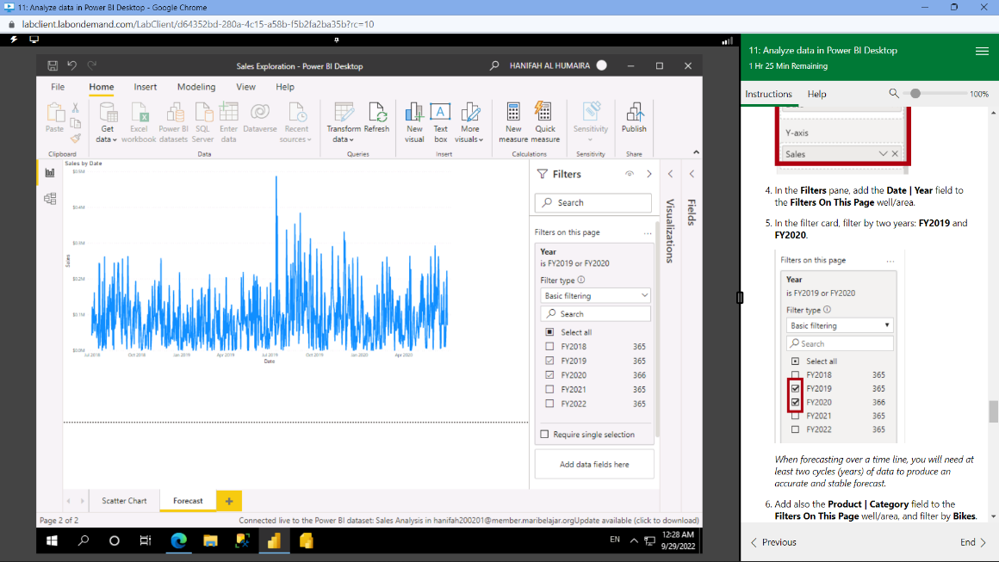 11: Analyze data in Power BI Desktop - Google Chrome
labclient.labondemand.com/LabClient/d64352bd-280a-4c15-a58b-f5b2fa2ba35b?rc=10
Sales Exploration - Power BI Desktop
HANIFAH AL HUMAIRA
File Home Insert Modeling View Help
Paste
Get data
Excel workbook
Power BI datasets
SQL Server
Enter data
Dataverse
Recent sources
Transform data
Refresh
New visual
Text box
More visuals
New measure
Quick measure
Sensitivity
Publish
Clipboard Data Queries Insert Calculations Sensitivity Share
Sales by Date
$0.5M
$0.4M
$0.3M
$0.2M
$0.1M
$0.0M
Sales
Jul 2018 Oct 2018 Jan 2019 Apr 2019 Jul 2019 Oct 2019 Jan 2020 Apr 2020
Date
Filters
Search
Filters on this page
Year
is FY2019 or FY2020
Filter type
Basic filtering
Search
Select all
FY2018 365
FY2019 365
FY2020 366
FY2021 365
FY2022 365
Require single selection
Add data fields here
Visualizations
Fields
Scatter Chart
Forecast
Page 2 of 2
Connected live to the Power BI dataset: Sales Analysis in hanifah200201@member.maribelajar.orgUpdate available (click to download)
EN
12:28 AM
9/29/2022
11: Analyze data in Power BI Desktop
1 Hr 25 Min Remaining
Instructions Help
100%
Y-axis
Sales
4. In the Filters pane, add the Date | Year field to
the Filters On This Page well/area.
5. In the filter card, filter by two years: FY2019 and
FY2020.
Filters on this page
Year
is FY2019 or FY2020
Filter type
Basic filtering
Search
Select all
FY2018 365
FY2019 365
FY2020 366
FY2021 365
FY2022 365
When forecasting over a time line, you will need at
least two cycles (years) of data to produce an
accurate and stable forecast.
6. Add also the Product | Category field to the
Filters On This Page well/area, and filter by Bikes.
Previous
End